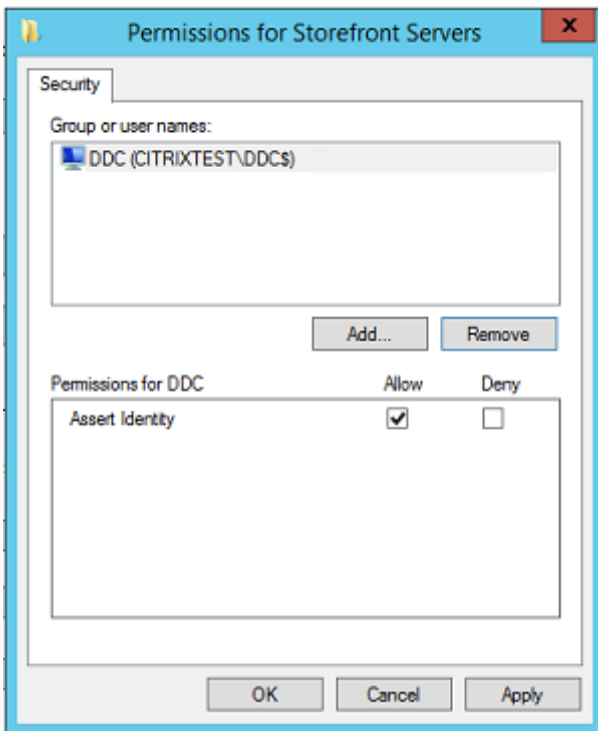 Permissions for Storefront Servers
x
Security
Group or user names:
DDC (CITRIXTEST\DDC$)
Add... Remove
Permissions for DDC Allow Deny
Assert Identity
OK Cancel Apply